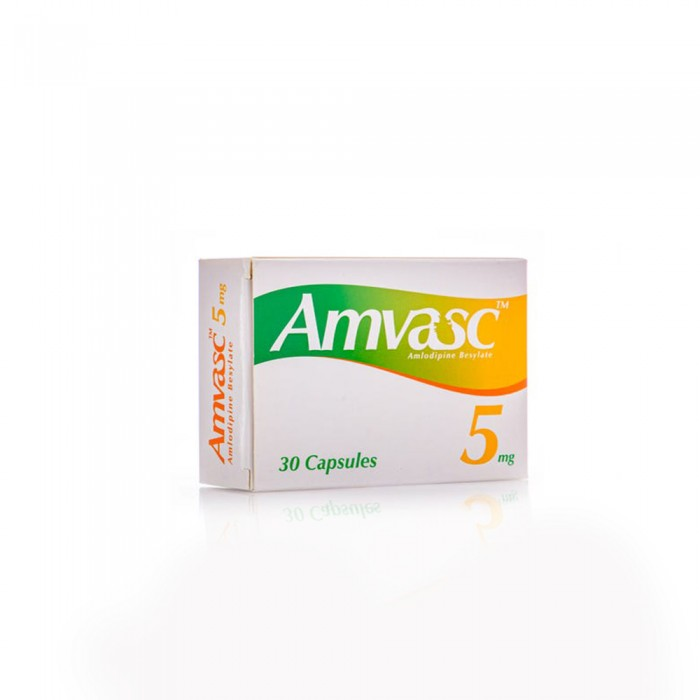 Amvasc™
Amlodipine Besylate
5 mg
30 Capsules
Amvasc™ 5 mg
Amlodipine Besylate